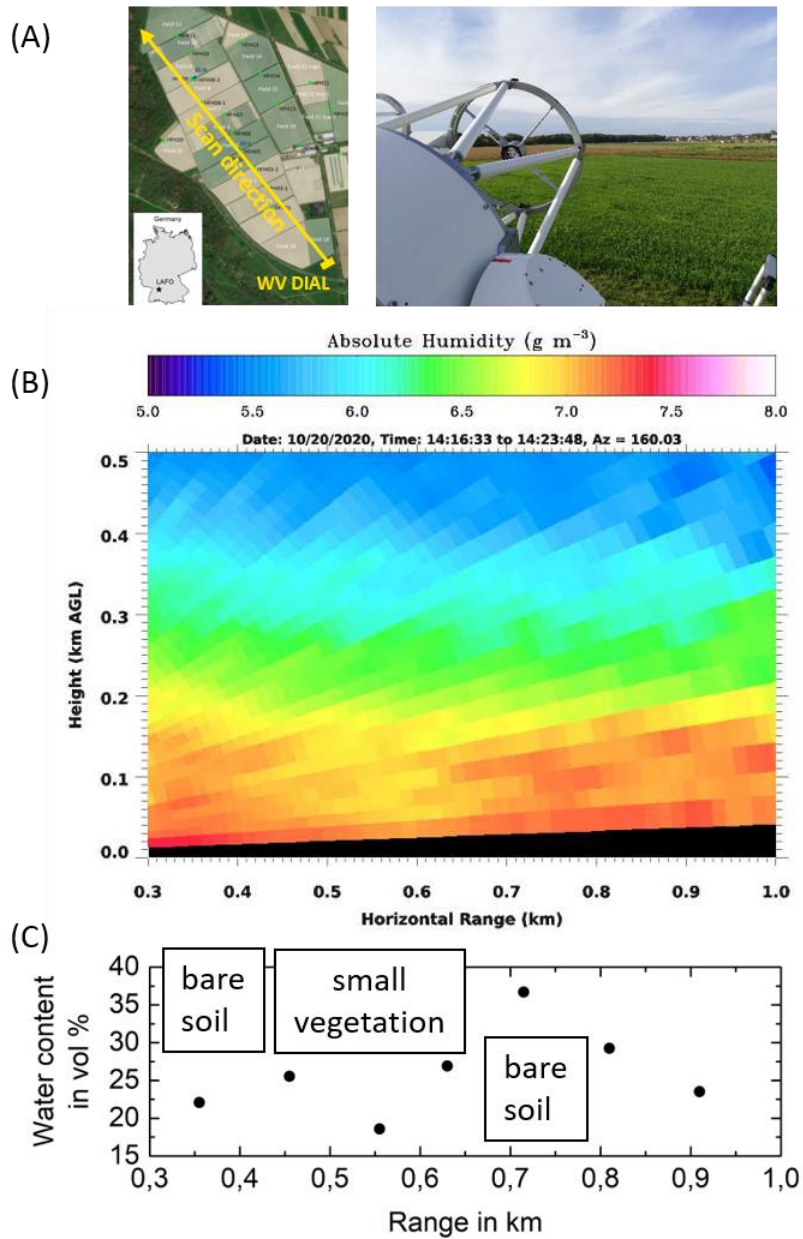 (A)
Scan direction
WV DIAL
Germany
LAFO
(B)
Absolute Humidity (g m⁻³)
5.0 5.5 6.0 6.5 7.0 7.5 8.0
Date: 10/20/2020, Time: 14:16:33 to 14:23:48, Az = 160.03
Height (km AGL)
0.5
0.4
0.3
0.2
0.1
0.0
0.3 0.4 0.5 0.6 0.7 0.8 0.9 1.0
Horizontal Range (km)
(C)
Water content
in vol %
40
35
30
25
20
15
bare
soil
small
vegetation
bare
soil
0,3 0,4 0,5 0,6 0,7 0,8 0,9 1,0
Range in km